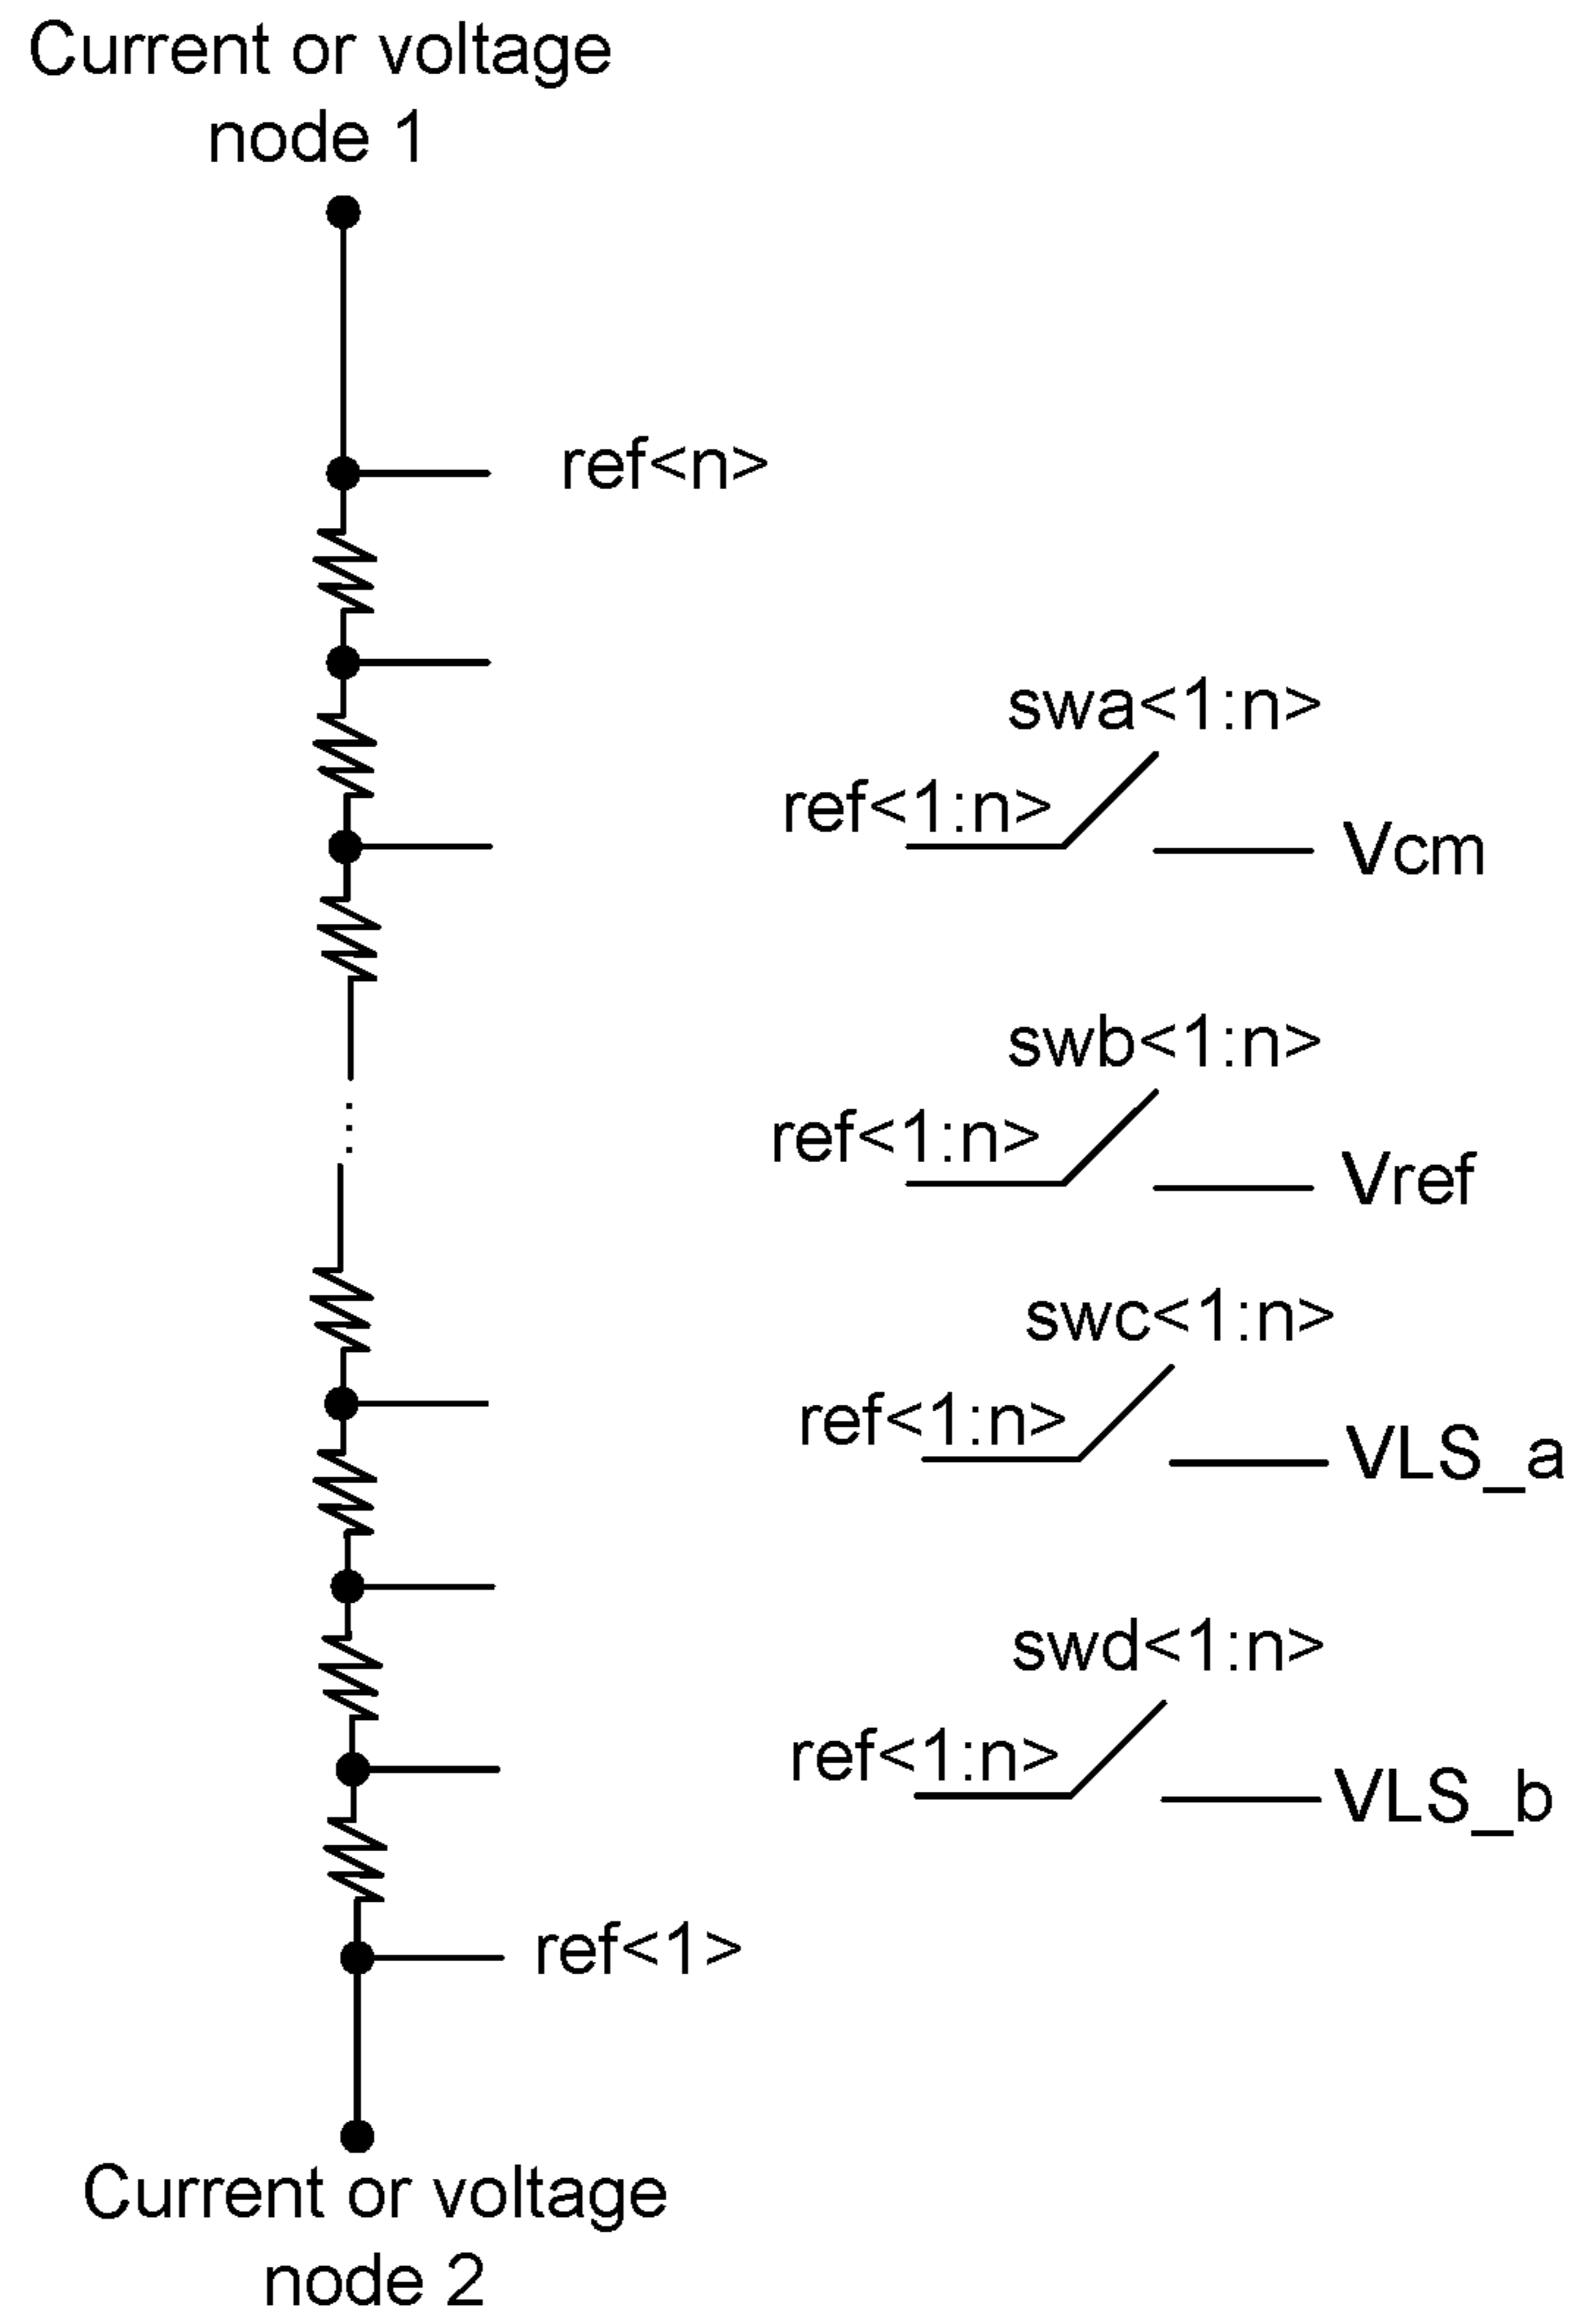 Current or voltage
node 1
ref<n>
swa<1:n>
ref<1:n>
Vcm
swb<1:n>
ref<1:n>
Vref
swc<1:n>
ref<1:n>
VLS_a
swd<1:n>
ref<1:n>
VLS_b
ref<1>
Current or voltage
node 2